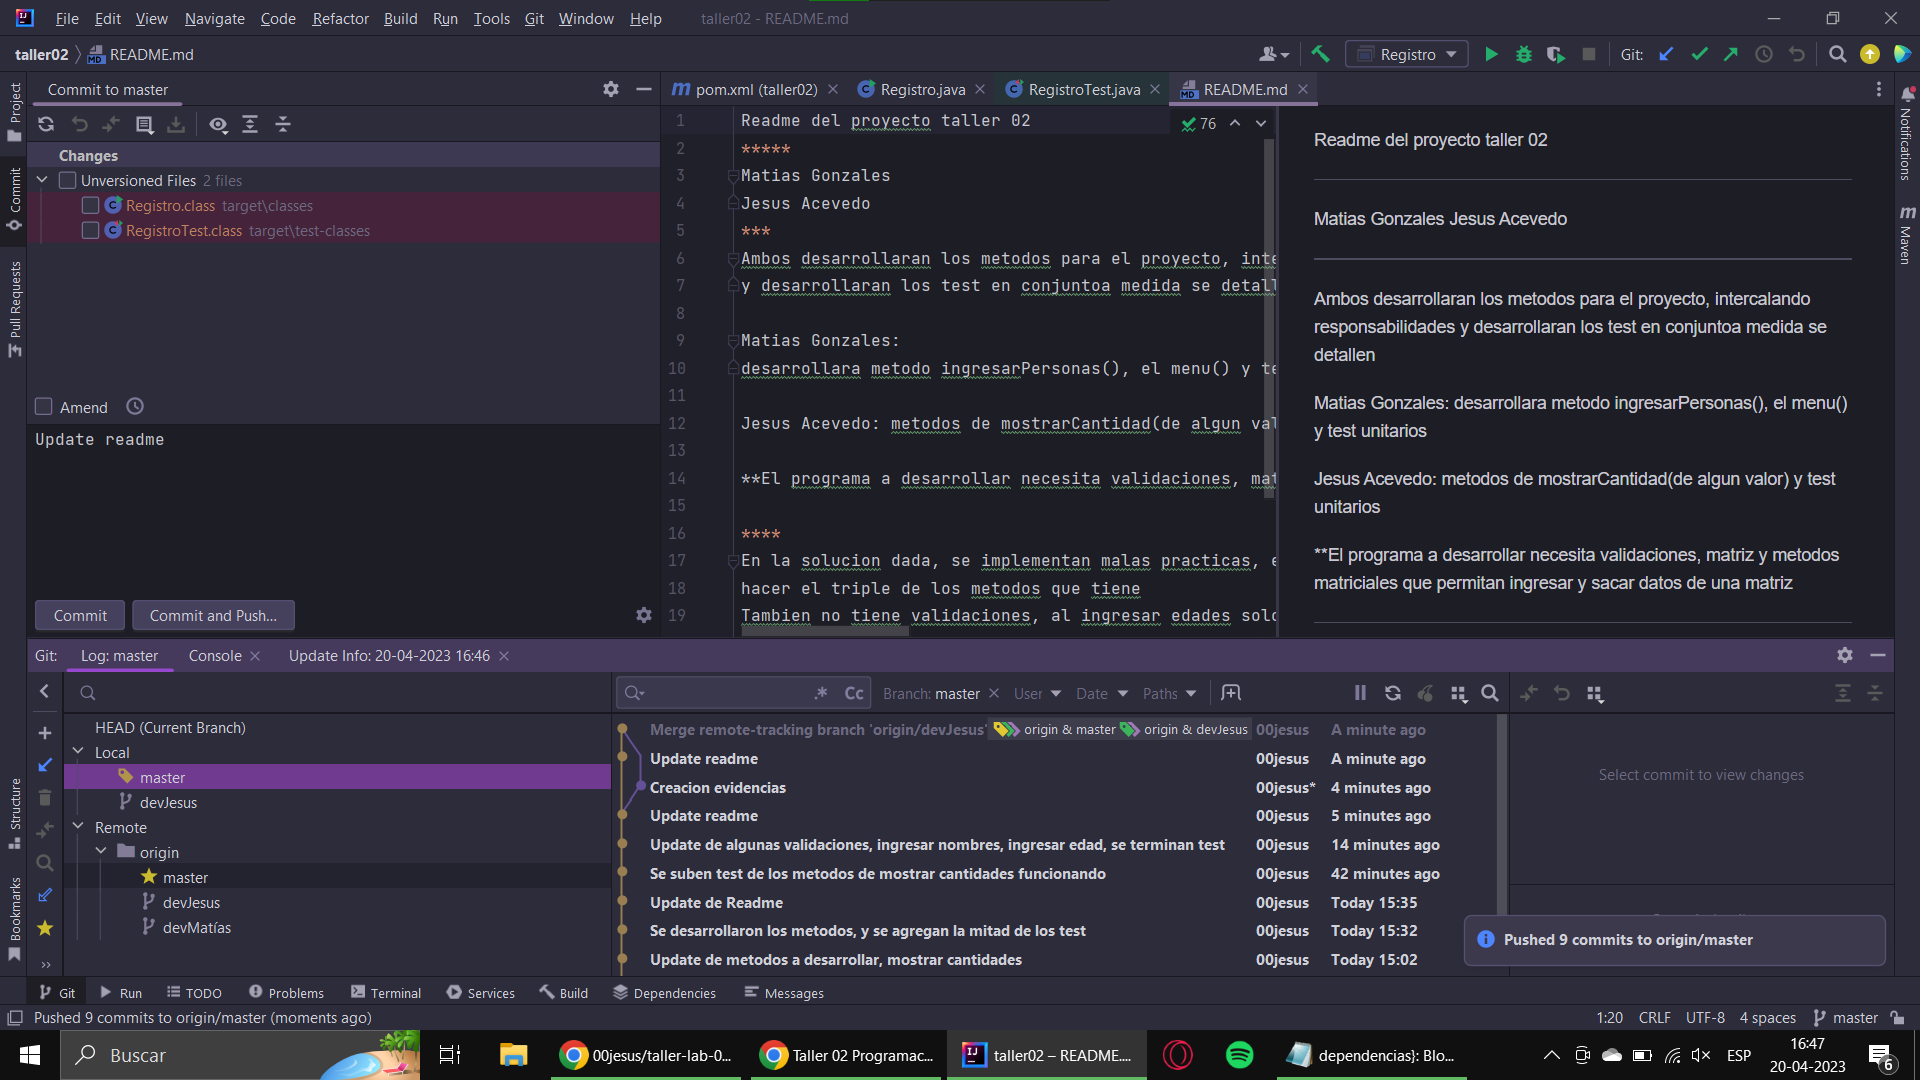 File Edit View Navigate Code Refactor Build Run Tools Git Window Help taller02 - README.md
taller02 README.md
Registro Git:
Commit to master
pom.xml (taller02) Registro.java RegistroTest.java README.md
Project
Commit
Pull Requests
Structure
Bookmarks
Notifications
Maven
Changes
Unversioned Files 2 files
Registro.class target\classes
RegistroTest.class target\test-classes
Amend
Update readme
Commit Commit and Push...
76
1 Readme del proyecto taller 02
2 *****
3 Matias Gonzales
4 Jesus Acevedo
5 ***
6 Ambos desarrollaran los metodos para el proyecto, inte
7 y desarrollaran los test en conjuntoa medida se detall
8
9 Matias Gonzales:
10 desarrollara metodo ingresarPersonas(), el menu() y te
11
12 Jesus Acevedo: metodos de mostrarCantidad(de algun val
13
14 **El programa a desarrollar necesita validaciones, mat
15
16 ****
17 En la solucion dada, se implementan malas practicas, e
18 hacer el triple de los metodos que tiene
19 Tambien no tiene validaciones, al ingresar edades solo
Readme del proyecto taller 02
Matias Gonzales Jesus Acevedo
Ambos desarrollaran los metodos para el proyecto, intercalando
responsabilidades y desarrollaran los test en conjuntoa medida se
detallen
Matias Gonzales: desarrollara metodo ingresarPersonas(), el menu()
y test unitarios
Jesus Acevedo: metodos de mostrarCantidad(de algun valor) y test
unitarios
**El programa a desarrollar necesita validaciones, matriz y metodos
matriciales que permitan ingresar y sacar datos de una matriz
Git: Log: master Console Update Info: 20-04-2023 16:46
.* Cc Branch: master User Date Paths
HEAD (Current Branch)
Local
master
devJesus
Remote
origin
master
devJesus
devMatías
Merge remote-tracking branch 'origin/devJesus' origin & master origin & devJesus 00jesus A minute ago
Update readme 00jesus A minute ago
Creacion evidencias 00jesus* 4 minutes ago
Update readme 00jesus 5 minutes ago
Update de algunas validaciones, ingresar nombres, ingresar edad, se terminan test 00jesus 14 minutes ago
Se suben test de los metodos de mostrar cantidades funcionando 00jesus 42 minutes ago
Update de Readme 00jesus Today 15:35
Se desarrollaron los metodos, y se agregan la mitad de los test 00jesus Today 15:32
Update de metodos a desarrollar, mostrar cantidades 00jesus Today 15:02
Select commit to view changes
Pushed 9 commits to origin/master
Git Run TODO Problems Terminal Services Build Dependencies Messages
Pushed 9 commits to origin/master (moments ago) 1:20 CRLF UTF-8 4 spaces master
Buscar 00jesus/taller-lab-0... Taller 02 Programac... taller02 – README.... dependencias}: Blo... ESP 16:47
20-04-2023 6